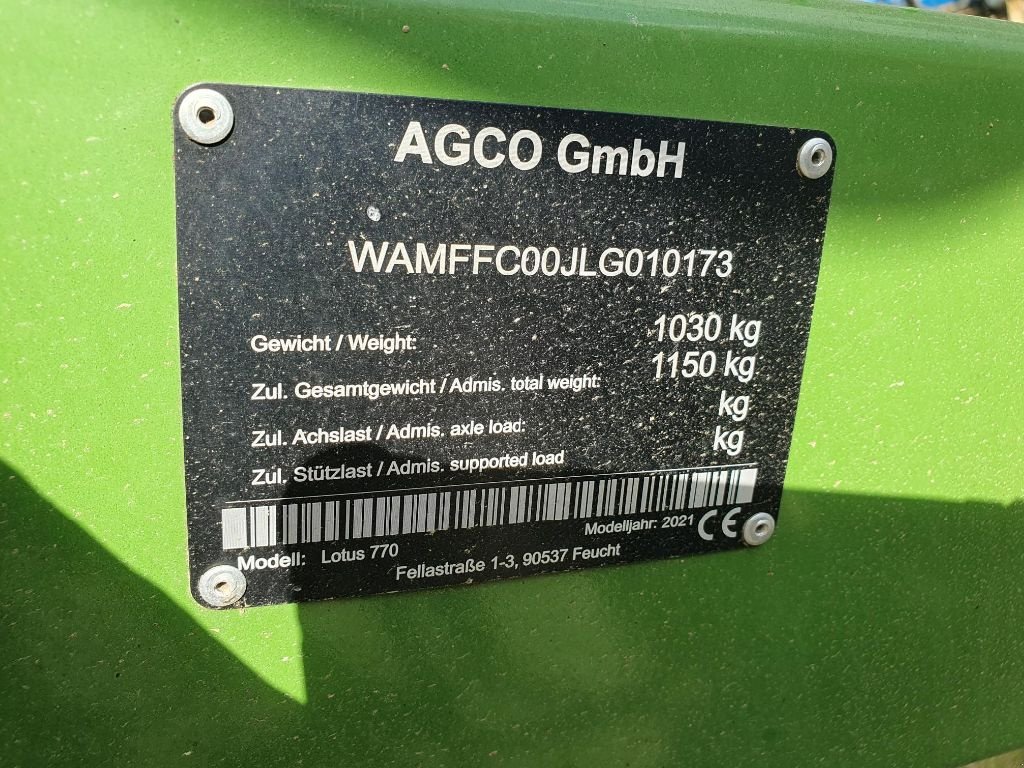 AGCO GmbH
WAMFFC00JLG010173
Gewicht / Weight: 1030 kg
Zul. Gesamtgewicht / Admis. total weight: 1150 kg
Zul. Achslast / Admis. axle load: kg
Zul. Stützlast / Admis. supported load kg
Modell: Lotus 770 Modelljahr: 2021 CE
Fellastraße 1-3, 90537 Feucht